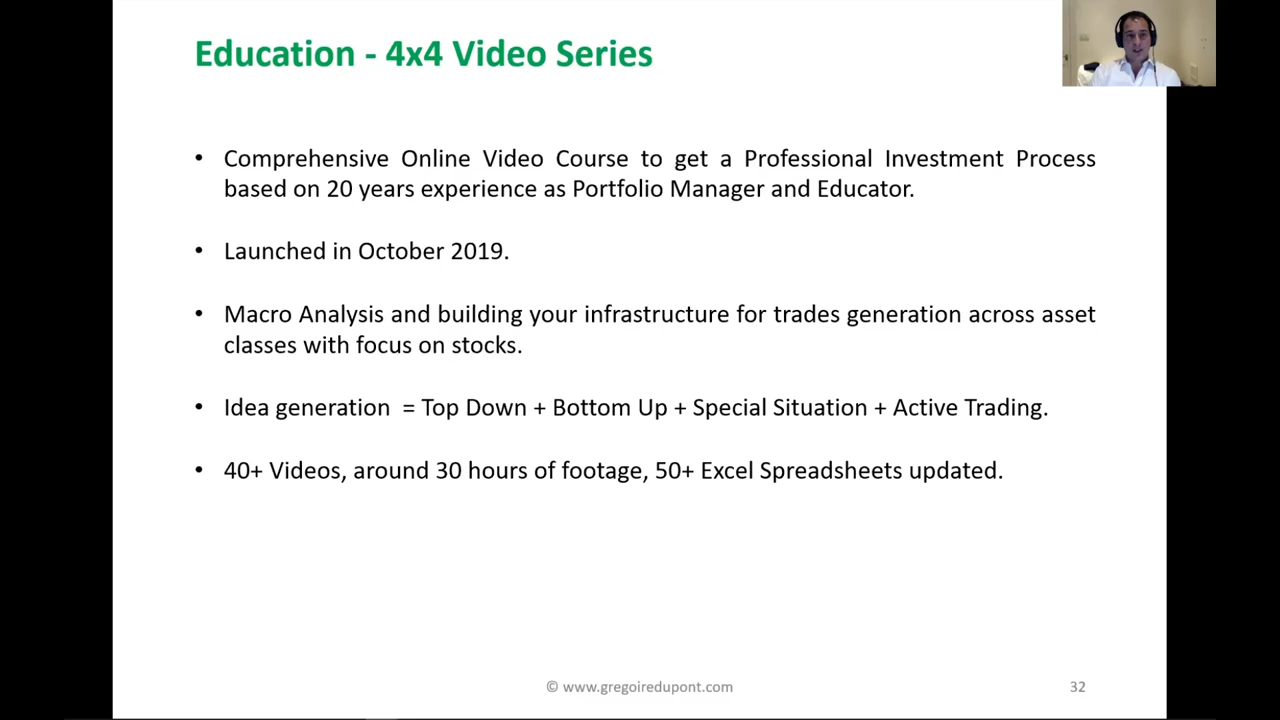 Education - 4x4 Video Series
• Comprehensive Online Video Course to get a Professional Investment Process
based on 20 years experience as Portfolio Manager and Educator.
• Launched in October 2019.
• Macro Analysis and building your infrastructure for trades generation across asset
classes with focus on stocks.
• Idea generation = Top Down + Bottom Up + Special Situation + Active Trading.
• 40+ Videos, around 30 hours of footage, 50+ Excel Spreadsheets updated.
© www.gregoiredupont.com
32